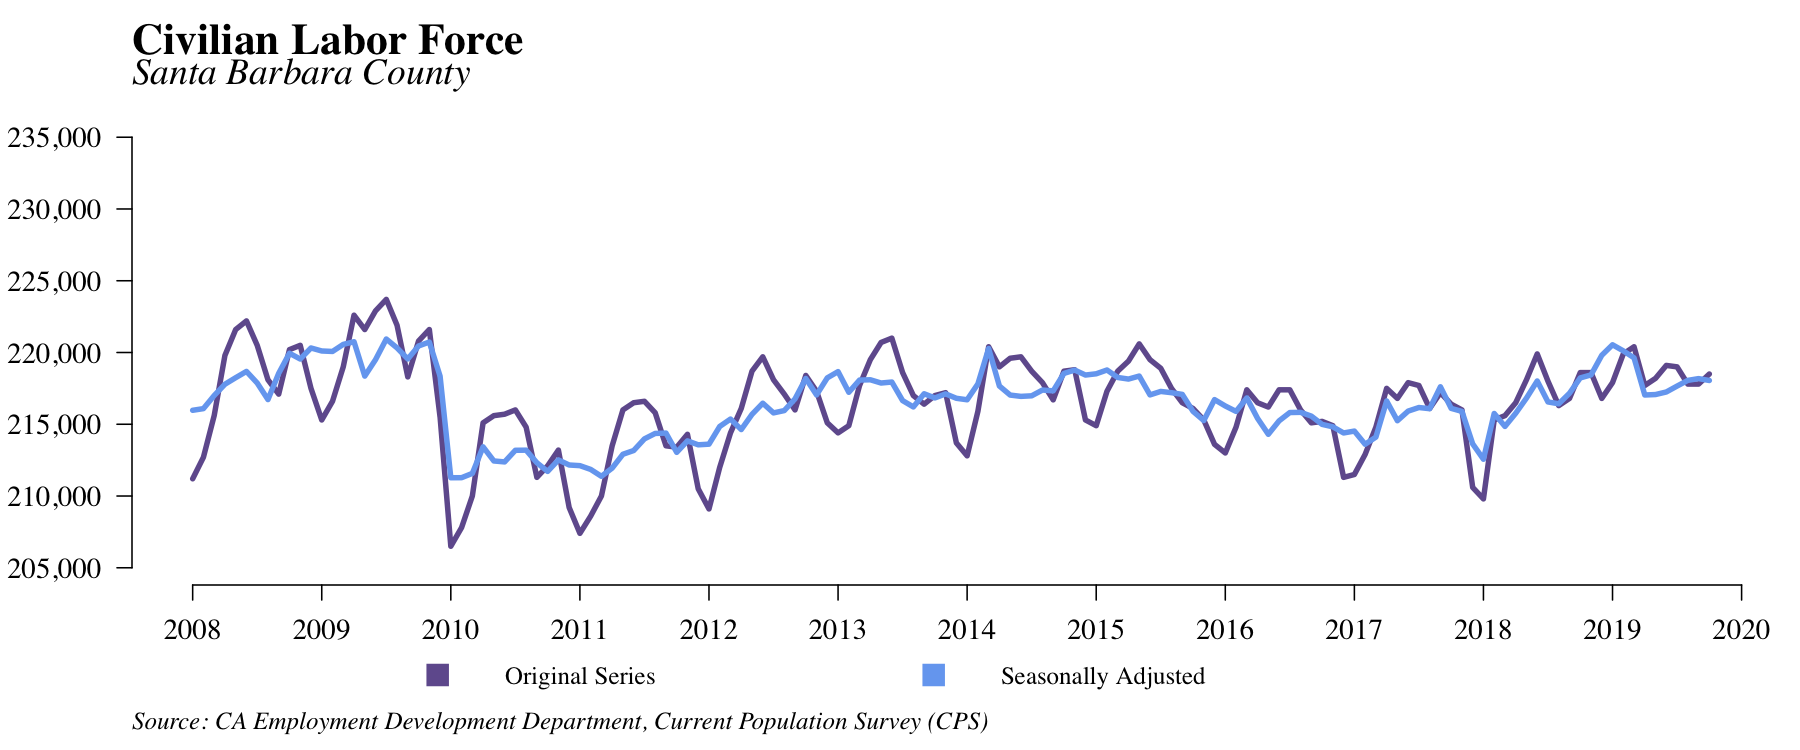 Civilian Labor Force
Santa Barbara County
235,000
230,000
225,000
220,000
215,000
210,000
205,000
2008 2009 2010 2011 2012 2013 2014 2015 2016 2017 2018 2019 2020
Original Series Seasonally Adjusted
Source: CA Employment Development Department, Current Population Survey (CPS)